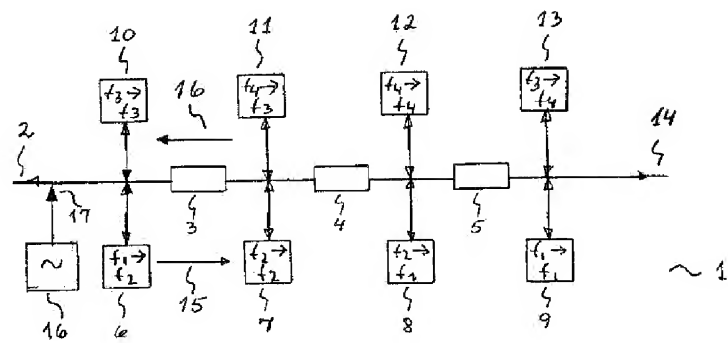 10 11 12 13
f3→ f3
f4→ f3
f4→ f4
f3→ f4
16
2 14
17 3 4 5
~
f1→ f2
f2→ f2
f2→ f1
f1→ f1
~ 1
16 6 15 7 8 9